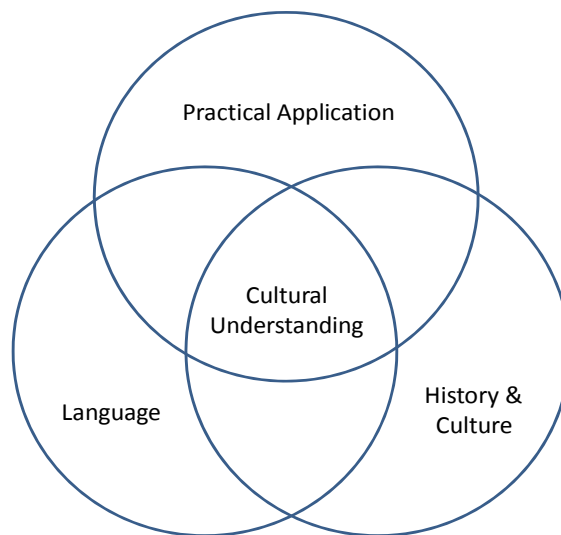 Practical Application
Cultural
Understanding
Language
History &
Culture